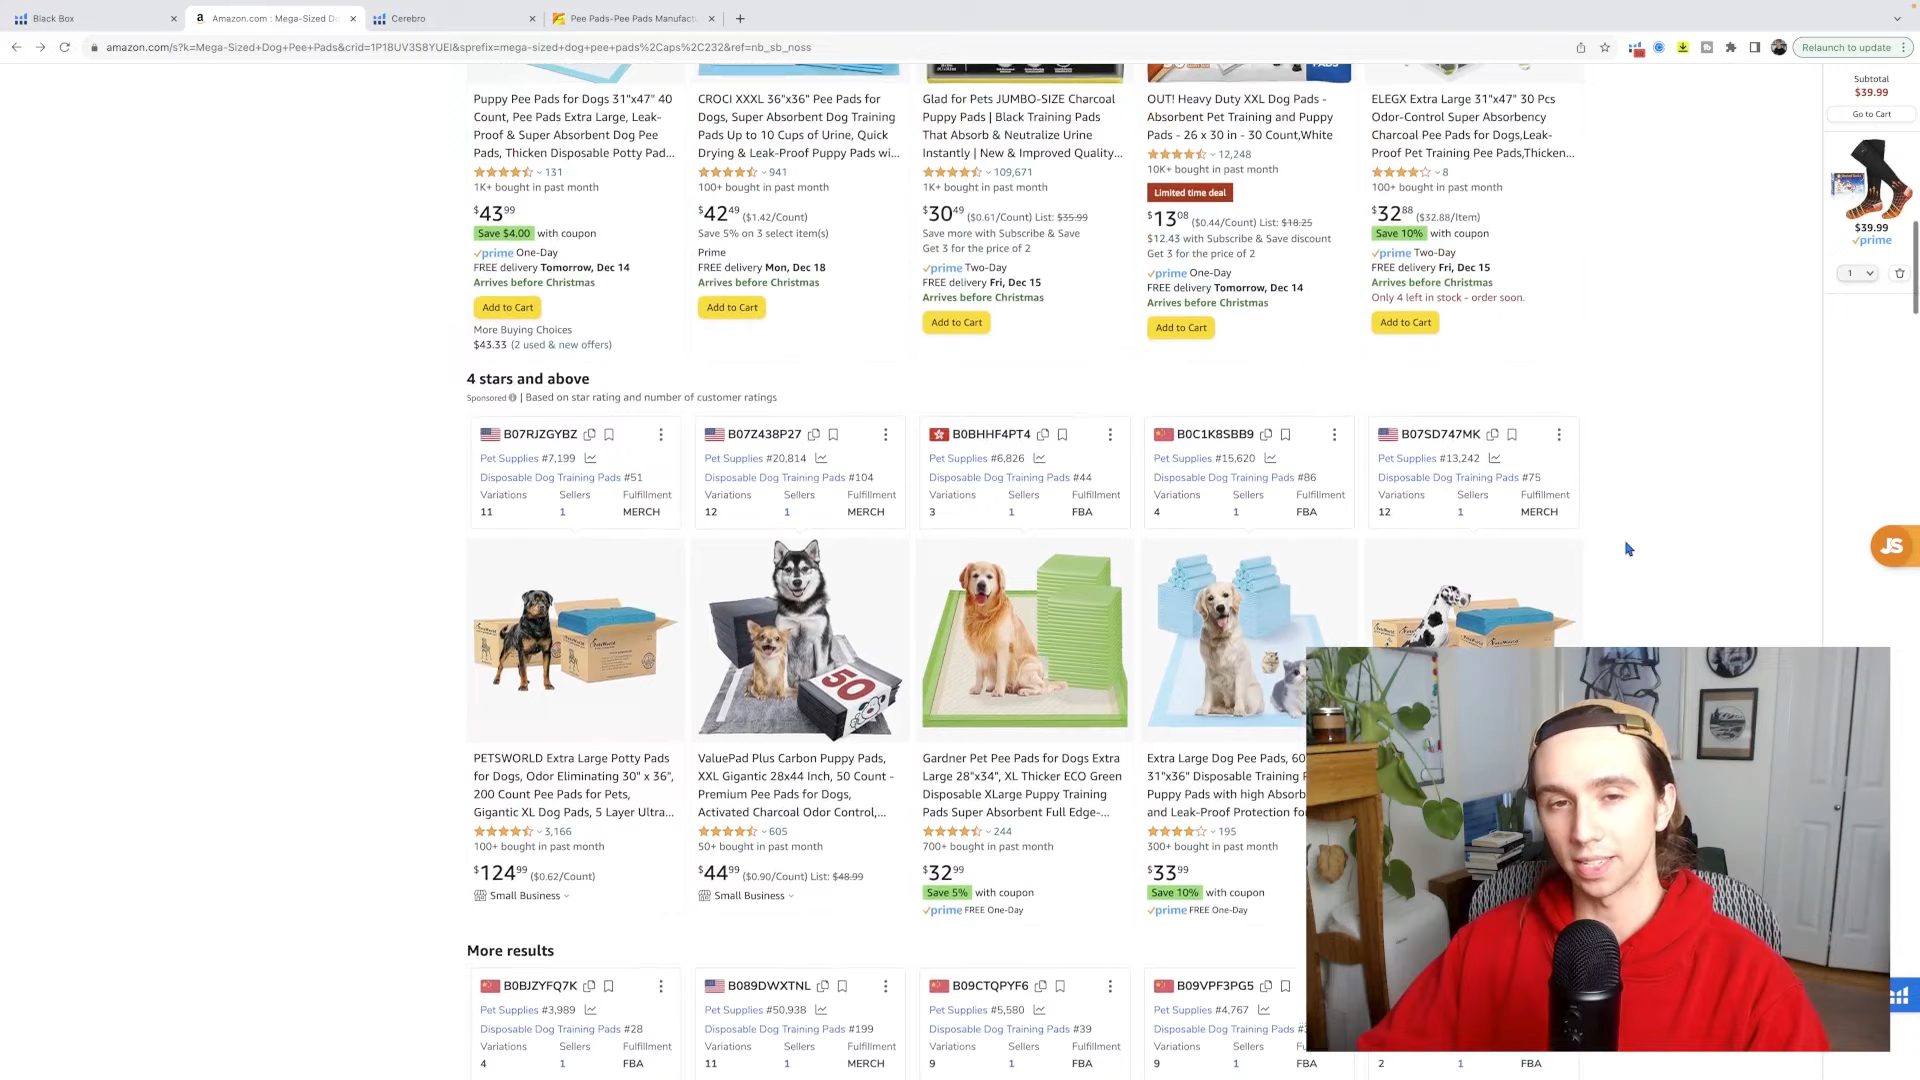 Black Box
Amazon.com : Mega-Sized Do
Cerebro
Pee Pads-Pee Pads Manufactu
amazon.com/s?k=Mega-Sized+Dog+Pee+Pads&crid=1P18UV3S8YUEI&sprefix=mega-sized+dog+pee+pads%2Caps%2C232&ref=nb_sb_noss
Relaunch to update
Subtotal
$39.99
Go to Cart
$39.99
prime
1
JS
PADS
Puppy Pee Pads for Dogs 31"x47" 40
Count, Pee Pads Extra Large, Leak-
Proof & Super Absorbent Dog Pee
Pads, Thicken Disposable Potty Pad...
131
1K+ bought in past month
$43.99
Save $4.00 with coupon
prime One-Day
FREE delivery Tomorrow, Dec 14
Arrives before Christmas
Add to Cart
More Buying Choices
$43.33 (2 used & new offers)
CROCI XXXL 36"x36" Pee Pads for
Dogs, Super Absorbent Dog Training
Pads Up to 10 Cups of Urine, Quick
Drying & Leak-Proof Puppy Pads wi...
941
100+ bought in past month
$42.49 ($1.42/Count)
Save 5% on 3 select item(s)
Prime
FREE delivery Mon, Dec 18
Arrives before Christmas
Add to Cart
Glad for Pets JUMBO-SIZE Charcoal
Puppy Pads | Black Training Pads
That Absorb & Neutralize Urine
Instantly | New & Improved Quality...
109,671
1K+ bought in past month
$30.49 ($0.61/Count) List: $35.99
Save more with Subscribe & Save
Get 3 for the price of 2
prime Two-Day
FREE delivery Fri, Dec 15
Arrives before Christmas
Add to Cart
OUT! Heavy Duty XXL Dog Pads -
Absorbent Pet Training and Puppy
Pads - 26 x 30 in - 30 Count,White
12,248
10K+ bought in past month
Limited time deal
$13.08 ($0.44/Count) List: $18.25
$12.43 with Subscribe & Save discount
Get 3 for the price of 2
prime One-Day
FREE delivery Tomorrow, Dec 14
Arrives before Christmas
Add to Cart
ELEGX Extra Large 31"x47" 30 Pcs
Odor-Control Super Absorbency
Charcoal Pee Pads for Dogs,Leak-
Proof Pet Training Pee Pads,Thicken...
8
100+ bought in past month
$32.88 ($32.88/Item)
Save 10% with coupon
prime Two-Day
FREE delivery Fri, Dec 15
Arrives before Christmas
Only 4 left in stock - order soon.
Add to Cart
4 stars and above
Sponsored | Based on star rating and number of customer ratings
B07RJZGYBZ
Pet Supplies #7,199
Disposable Dog Training Pads #51
Variations Sellers Fulfillment
11 1 MERCH
B07Z438P27
Pet Supplies #20,814
Disposable Dog Training Pads #104
Variations Sellers Fulfillment
12 1 MERCH
B0BHHF4PT4
Pet Supplies #6,826
Disposable Dog Training Pads #44
Variations Sellers Fulfillment
3 1 FBA
B0C1K8SBB9
Pet Supplies #15,620
Disposable Dog Training Pads #86
Variations Sellers Fulfillment
4 1 FBA
B07SD747MK
Pet Supplies #13,242
Disposable Dog Training Pads #75
Variations Sellers Fulfillment
12 1 MERCH
50
PETSWORLD Extra Large Potty Pads
for Dogs, Odor Eliminating 30" x 36",
200 Count Pee Pads for Pets,
Gigantic XL Dog Pads, 5 Layer Ultra...
3,166
100+ bought in past month
$124.99 ($0.62/Count)
Small Business
ValuePad Plus Carbon Puppy Pads,
XXL Gigantic 28x44 Inch, 50 Count -
Premium Pee Pads for Dogs,
Activated Charcoal Odor Control,...
605
50+ bought in past month
$44.99 ($0.90/Count) List: $48.99
Small Business
Gardner Pet Pee Pads for Dogs Extra
Large 28"x34", XL Thicker ECO Green
Disposable XLarge Puppy Training
Pads Super Absorbent Full Edge-...
244
700+ bought in past month
$32.99
Save 5% with coupon
prime FREE One-Day
Extra Large Dog Pee Pads, 60
31"x36" Disposable Training P
Puppy Pads with high Absorb
and Leak-Proof Protection fo
195
300+ bought in past month
$33.99
Save 10% with coupon
prime FREE One-Day
More results
B0BJZYFQ7K
Pet Supplies #3,989
Disposable Dog Training Pads #28
Variations Sellers Fulfillment
4 1 FBA
B089DWXTNL
Pet Supplies #50,938
Disposable Dog Training Pads #199
Variations Sellers Fulfillment
11 1 MERCH
B09CTQPYF6
Pet Supplies #5,580
Disposable Dog Training Pads #39
Variations Sellers Fulfillment
9 1 FBA
B09VPF3PG5
Pet Supplies #4,767
Disposable Dog Training Pads
Variations Sellers Fulfillment
9 1 FBA
2 1 FBA